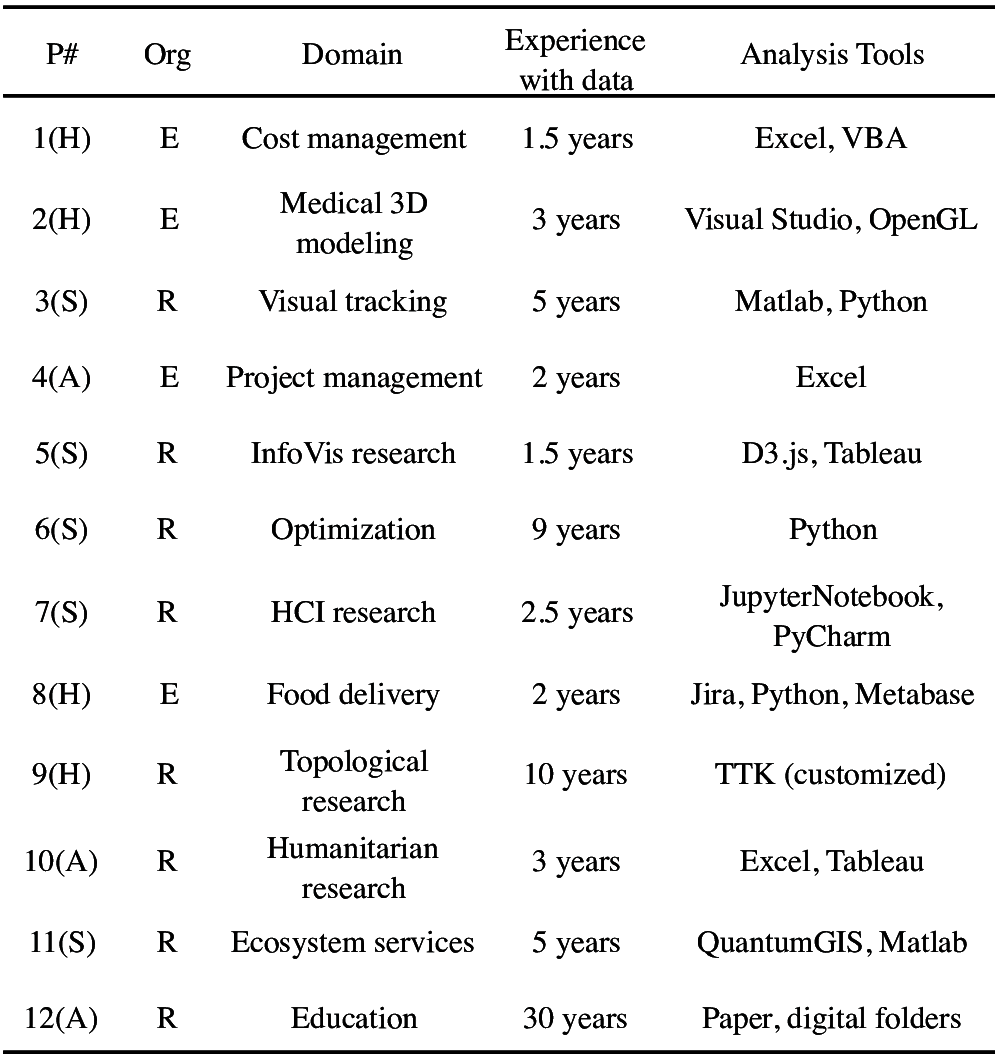 P# Org Domain Experience with data Analysis Tools
1(H) E Cost management 1.5 years Excel, VBA
2(H) E Medical 3D modeling 3 years Visual Studio, OpenGL
3(S) R Visual tracking 5 years Matlab, Python
4(A) E Project management 2 years Excel
5(S) R InfoVis research 1.5 years D3.js, Tableau
6(S) R Optimization 9 years Python
7(S) R HCI research 2.5 years JupyterNotebook, PyCharm
8(H) E Food delivery 2 years Jira, Python, Metabase
9(H) R Topological research 10 years TTK (customized)
10(A) R Humanitarian research 3 years Excel, Tableau
11(S) R Ecosystem services 5 years QuantumGIS, Matlab
12(A) R Education 30 years Paper, digital folders